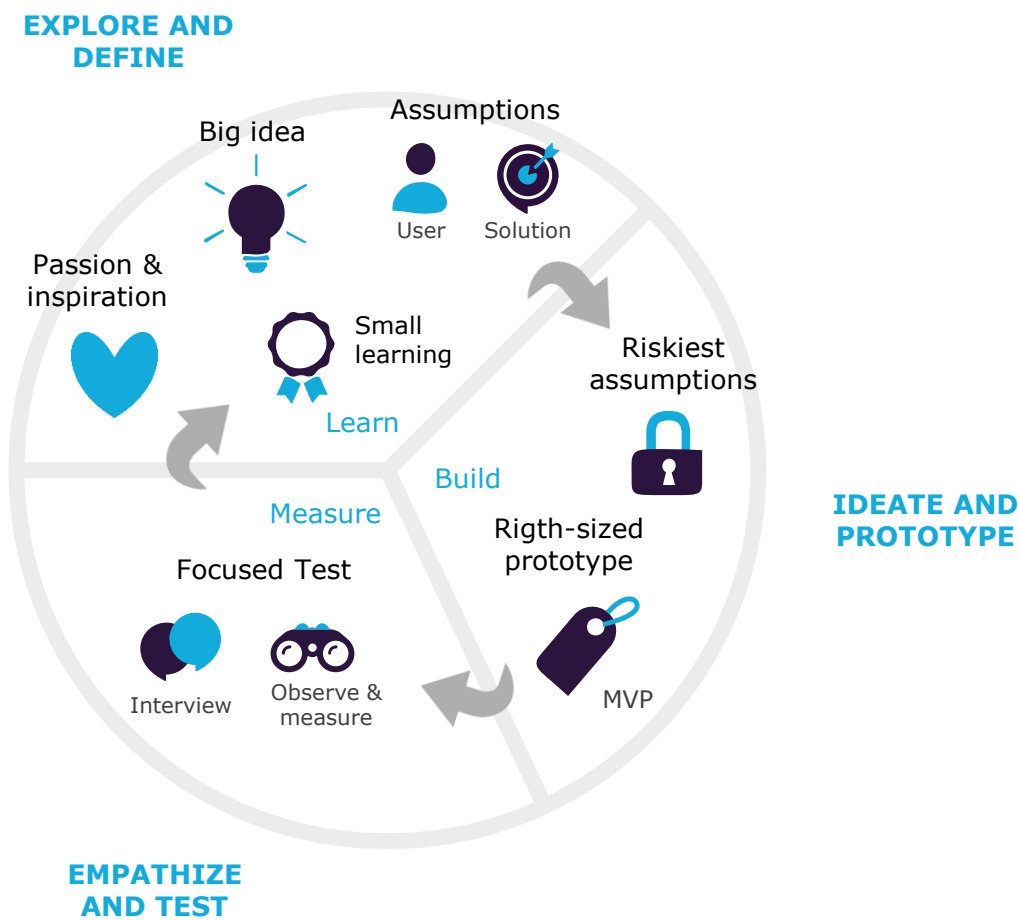 EXPLORE AND
DEFINE
Assumptions
Big idea
User
Solution
Passion &
inspiration
Small
learning
Learn
Riskiest
assumptions
Build
Measure
IDEATE AND
PROTOTYPE
Rigth-sized
prototype
MVP
Focused Test
Interview
Observe &
measure
EMPATHIZE
AND TEST